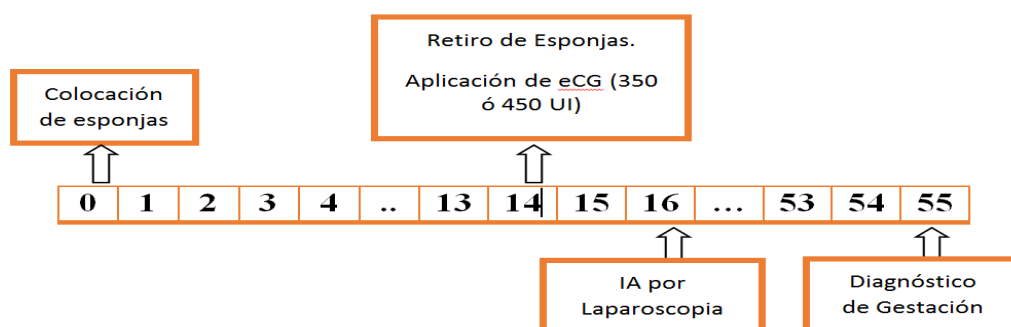 Retiro de Esponjas.
Aplicación de eCG (350
ó 450 UI)
Colocación
de esponjas
0 1 2 3 4 .. 13 14 15 16 ... 53 54 55
IA por
Laparoscopia
Diagnóstico
de Gestación